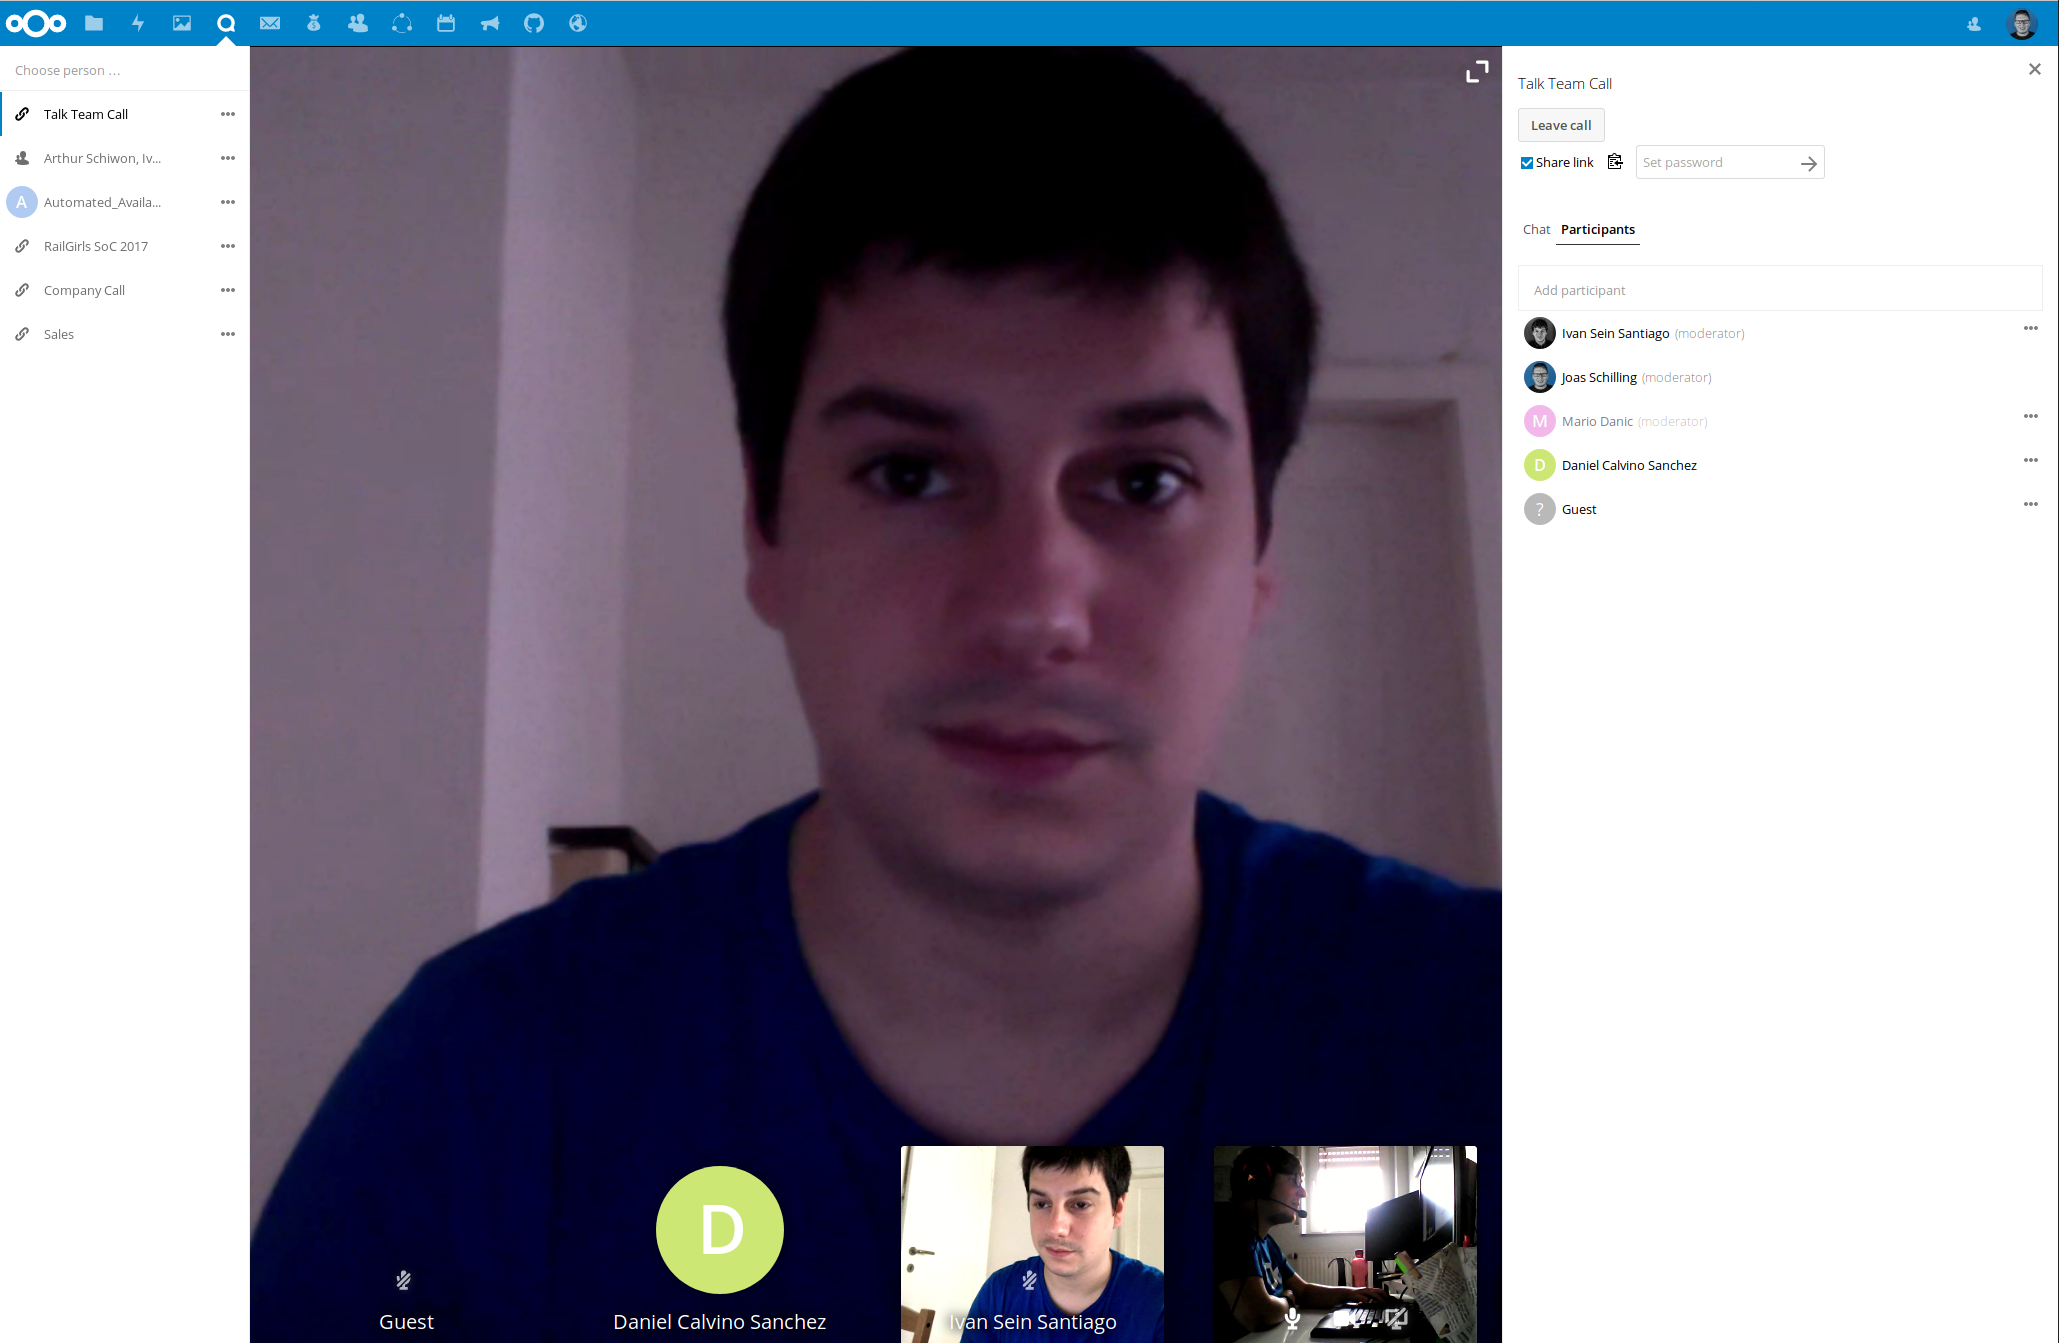 Choose person …
Talk Team Call
Arthur Schiwon, Iv...
A
Automated_Availa...
RailGirls SoC 2017
Company Call
Sales
Talk Team Call
Leave call
Share link
Set password
Chat
Participants
Add participant
Ivan Sein Santiago (moderator)
Joas Schilling (moderator)
M
Mario Danic (moderator)
D
Daniel Calvino Sanchez
?
Guest
D
Guest
Daniel Calvino Sanchez
Ivan Sein Santiago